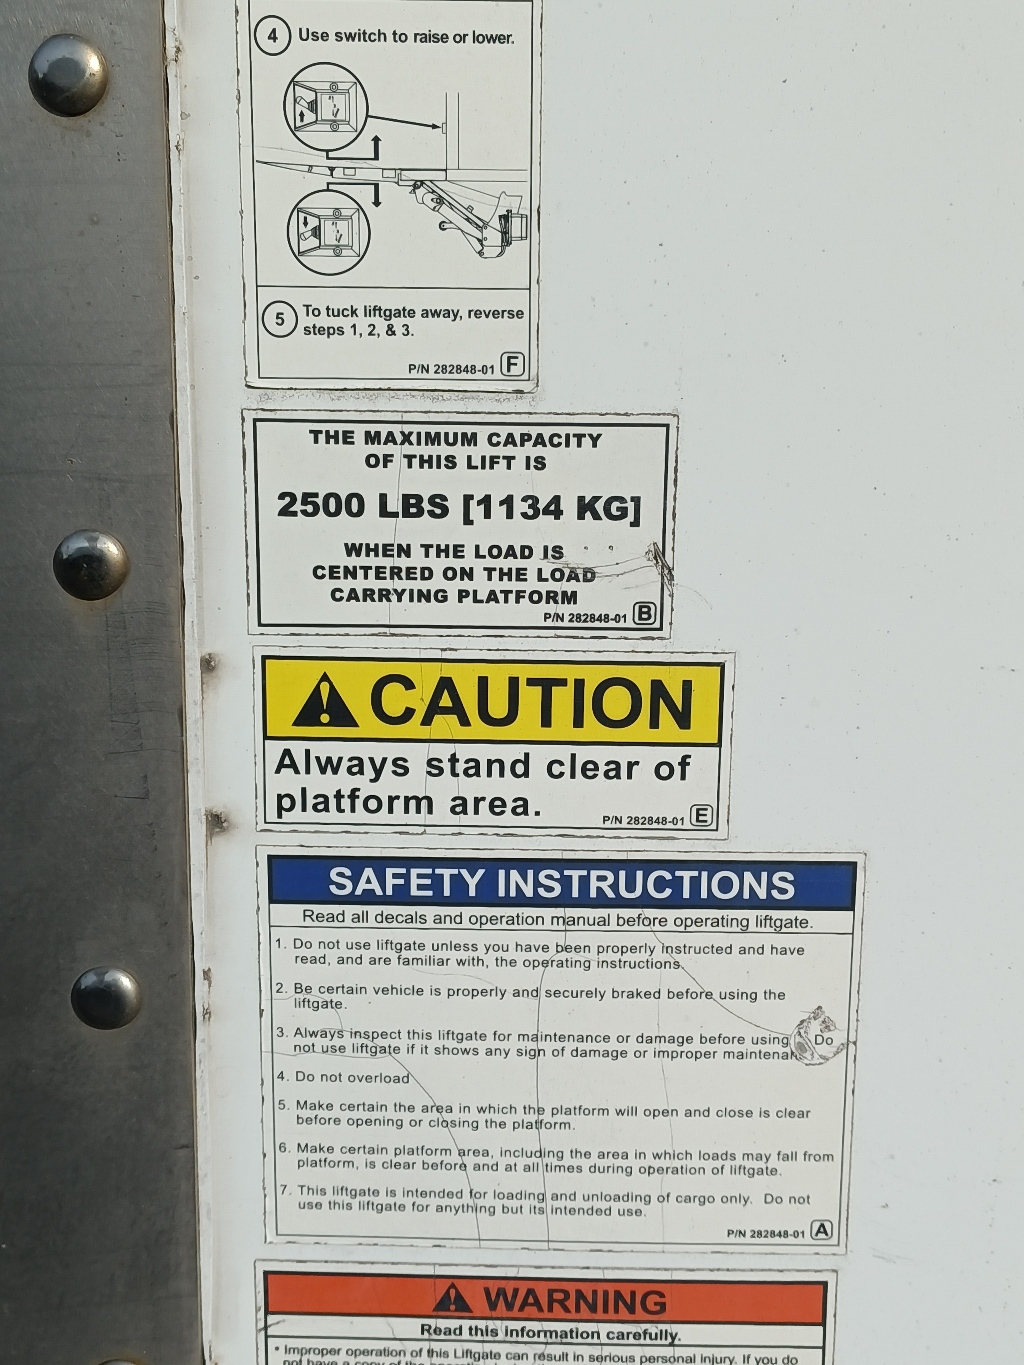 4 Use switch to raise or lower.
5 To tuck liftgate away, reverse
steps 1, 2, & 3.
P/N 282848-01 F
THE MAXIMUM CAPACITY
OF THIS LIFT IS
2500 LBS [1134 KG]
WHEN THE LOAD IS
CENTERED ON THE LOAD
CARRYING PLATFORM
P/N 282848-01 B
CAUTION
Always stand clear of
platform area.
P/N 282848-01 E
SAFETY INSTRUCTIONS
Read all decals and operation manual before operating liftgate.
1. Do not use liftgate unless you have been properly instructed and have
read, and are familiar with, the operating instructions.
2. Be certain vehicle is properly and securely braked before using the
liftgate.
3. Always inspect this liftgate for maintenance or damage before using Do
not use liftgate if it shows any sign of damage or improper maintenan
4. Do not overload
5. Make certain the area in which the platform will open and close is clear
before opening or closing the platform.
6. Make certain platform area, including the area in which loads may fall from
platform, is clear before and at all times during operation of liftgate.
7. This liftgate is intended for loading and unloading of cargo only. Do not
use this liftgate for anything but its intended use.
P/N 282848-01 A
WARNING
Read this information carefully.
• Improper operation of this Liftgate can result in serious personal injury. If you do
not have a copy of the